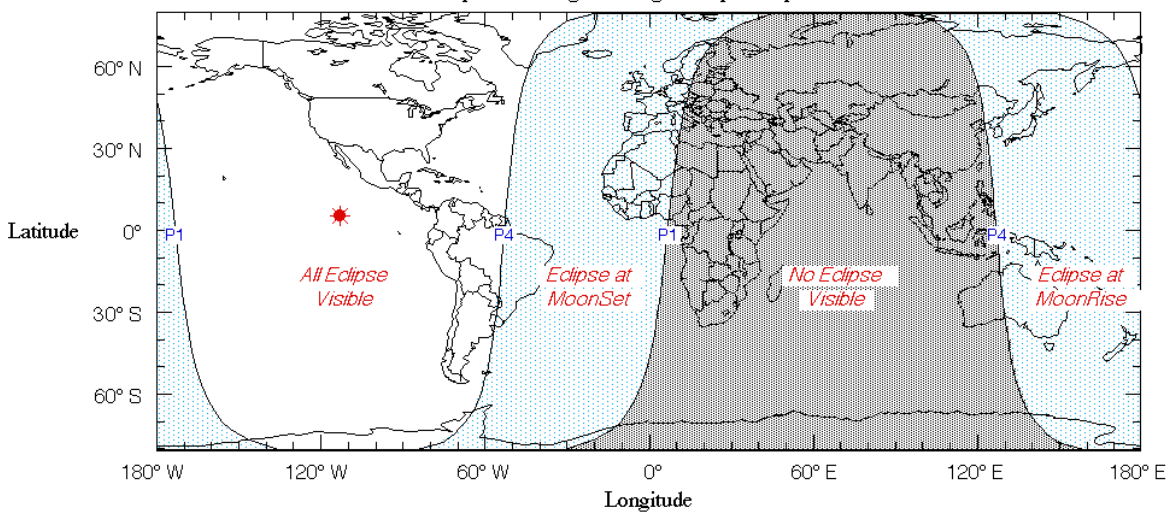 60° N
30° N
Latitude
0°
P1
P4
P1
P4
All Eclipse
Visible
Eclipse at
MoonSet
No Eclipse
Visible
Eclipse at
MoonRise
30° S
60° S
180° W
120° W
60° W
0°
60° E
120° E
180° E
Longitude